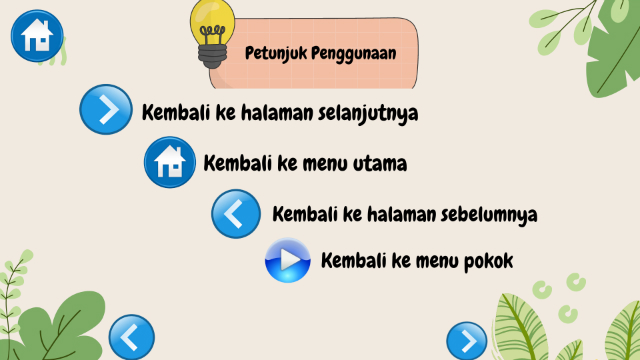 Petunjuk Penggunaan
Kembali ke halaman selanjutnya
Kembali ke menu utama
Kembali ke halaman sebelumnya
Kembali ke menu pokok